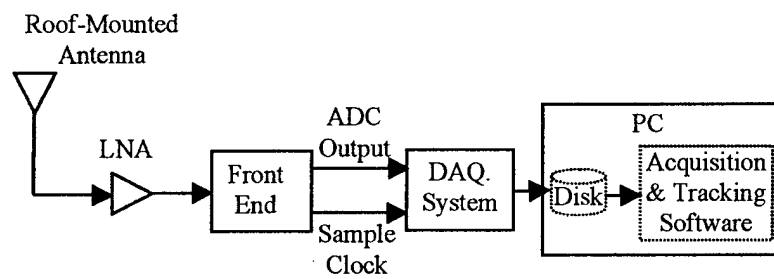 Roof-Mounted
Antenna
LNA
Front
End
ADC
Output
Sample
Clock
DAQ.
System
PC
Disk
Acquisition
& Tracking
Software